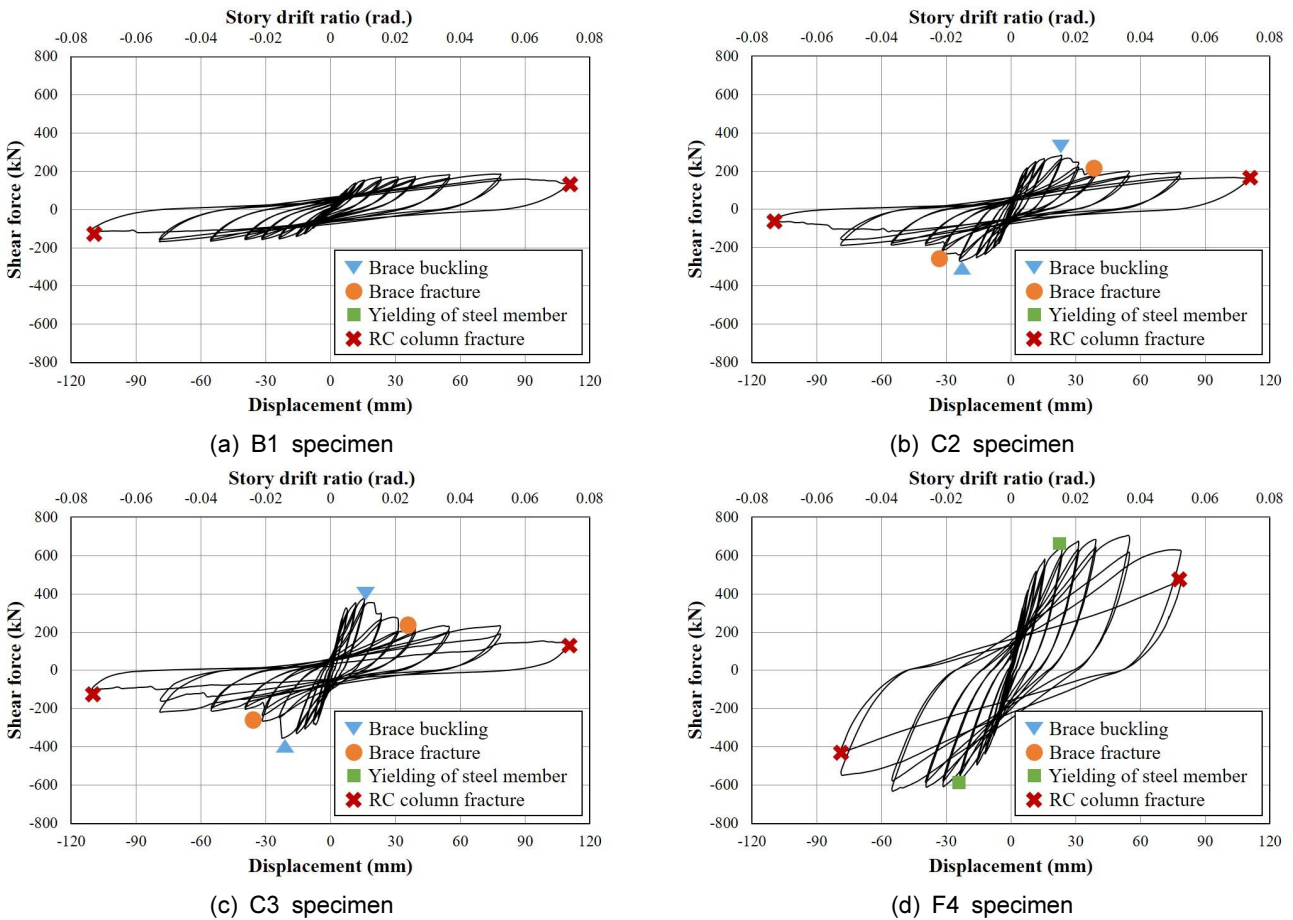 Story drift ratio (rad.)
-0.08 -0.06 -0.04 -0.02 0 0.02 0.04 0.06 0.08
800
600
400
200
0
-200
-400
-600
-800
Shear force (kN)
Brace buckling
Brace fracture
Yielding of steel member
RC column fracture
-120 -90 -60 -30 0 30 60 90 120
Displacement (mm)
(a) B1 specimen
Story drift ratio (rad.)
-0.08 -0.06 -0.04 -0.02 0 0.02 0.04 0.06 0.08
800
600
400
200
0
-200
-400
-600
-800
Shear force (kN)
Brace buckling
Brace fracture
Yielding of steel member
RC column fracture
-120 -90 -60 -30 0 30 60 90 120
Displacement (mm)
(b) C2 specimen
Story drift ratio (rad.)
-0.08 -0.06 -0.04 -0.02 0 0.02 0.04 0.06 0.08
800
600
400
200
0
-200
-400
-600
-800
Shear force (kN)
Brace buckling
Brace fracture
Yielding of steel member
RC column fracture
-120 -90 -60 -30 0 30 60 90 120
Displacement (mm)
(c) C3 specimen
Story drift ratio (rad.)
-0.08 -0.06 -0.04 -0.02 0 0.02 0.04 0.06 0.08
800
600
400
200
0
-200
-400
-600
-800
Shear force (kN)
Brace buckling
Brace fracture
Yielding of steel member
RC column fracture
-120 -90 -60 -30 0 30 60 90 120
Displacement (mm)
(d) F4 specimen